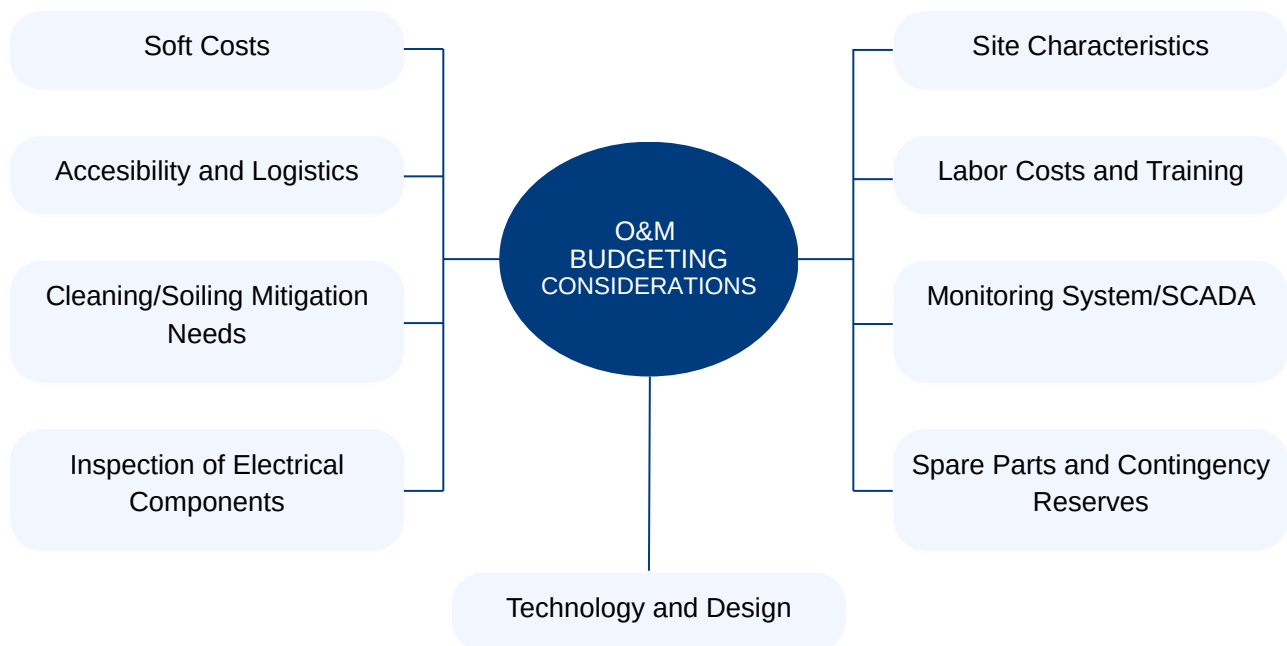 Soft Costs
Accesibility and Logistics
Cleaning/Soiling Mitigation
Needs
Inspection of Electrical
Components
O&M
BUDGETING
CONSIDERATIONS
Site Characteristics
Labor Costs and Training
Monitoring System/SCADA
Spare Parts and Contingency
Reserves
Technology and Design